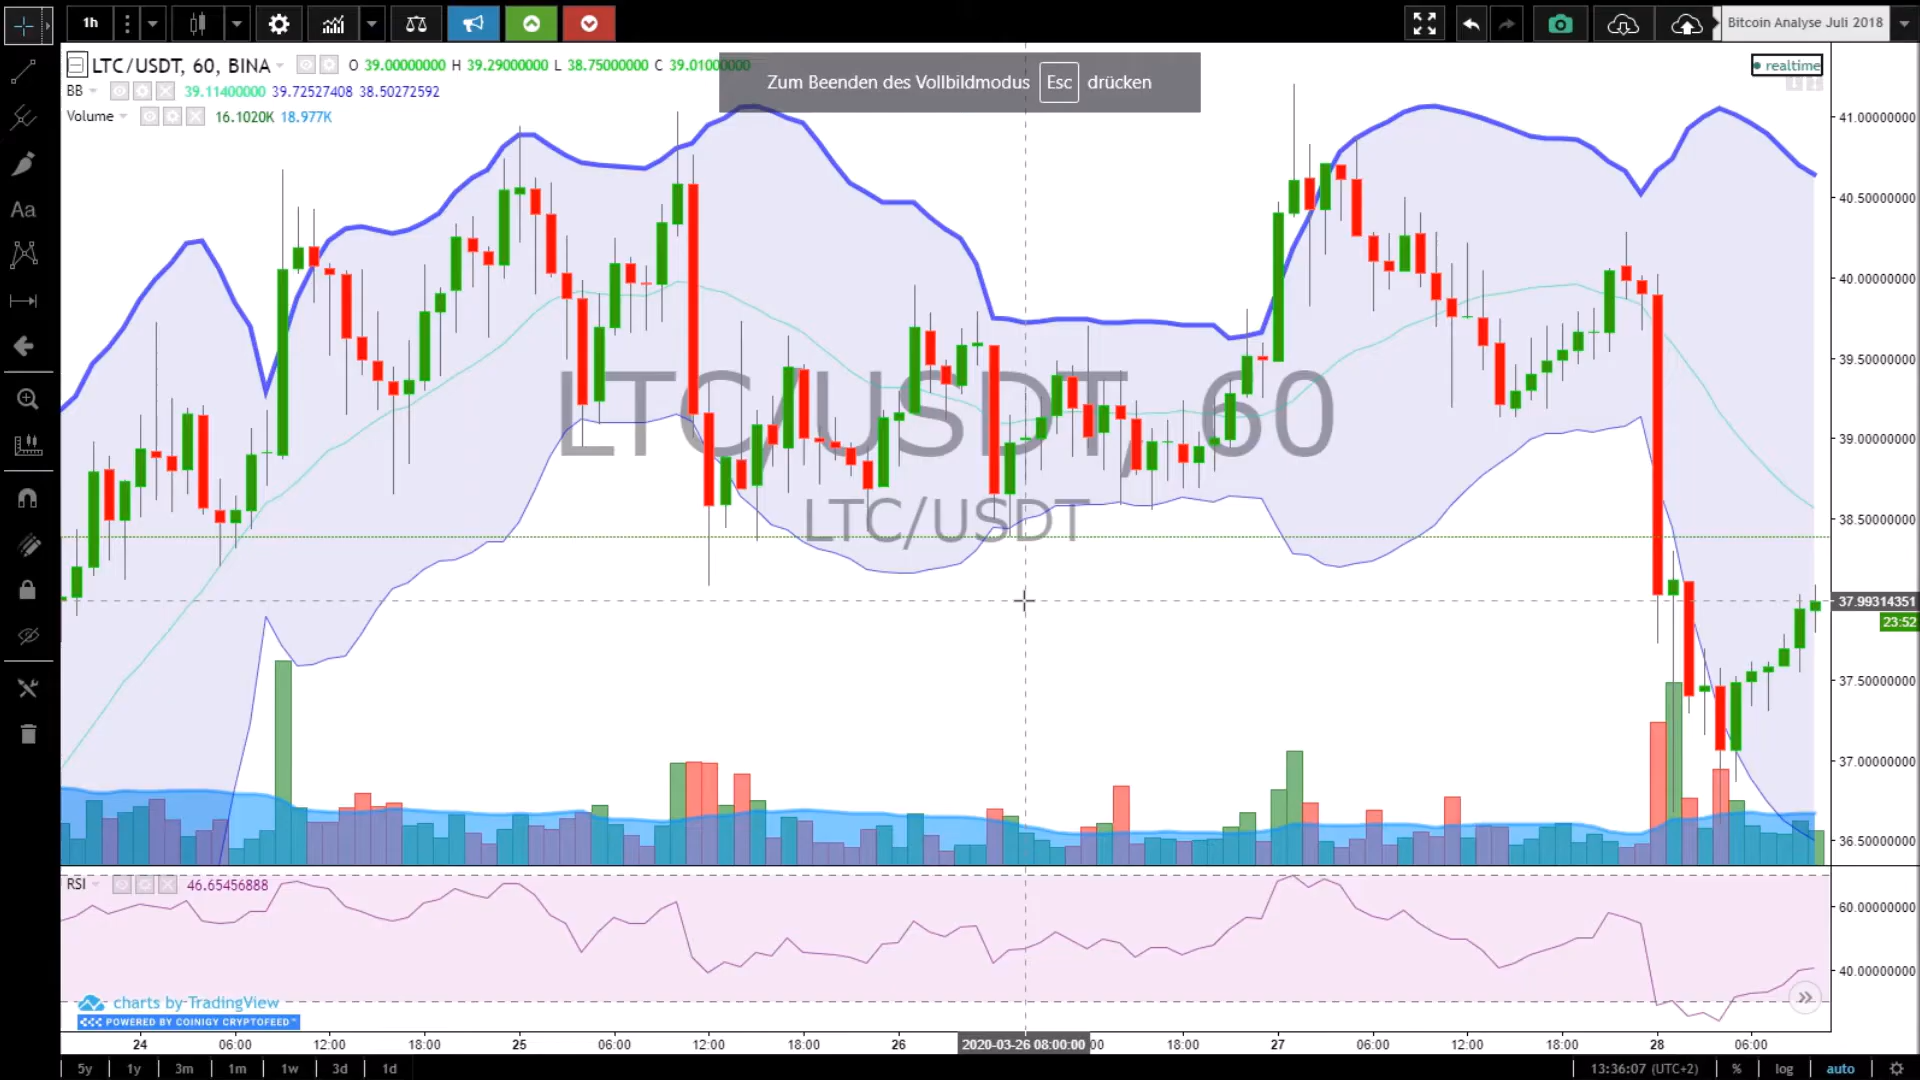 1h
Bitcoin Analyse Juli 2018
LTC/USDT, 60, BINA O 39.00000000 H 39.29000000 L 38.75000000 C 39.01000000
Zum Beenden des Vollbildmodus Esc drücken
realtime
BB 39.11400000 39.72527408 38.50272592
Volume 16.1020K 18.977K
Aa
41.00000000
40.50000000
40.00000000
39.50000000
39.00000000
38.50000000
37.99314351
23:52
37.50000000
37.00000000
36.50000000
LTC/USDT, 60
LTC/USDT
RSI 46.65456888
60.00000000
40.00000000
charts by TradingView
POWERED BY COINIGY CRYPTOFEED™
24 06:00 12:00 18:00 25 06:00 12:00 18:00 26 2020-03-26 08:00:00 :00 18:00 27 06:00 12:00 18:00 28 06:00
5y 1y 3m 1m 1w 3d 1d 13:36:07 (UTC+2) % log auto